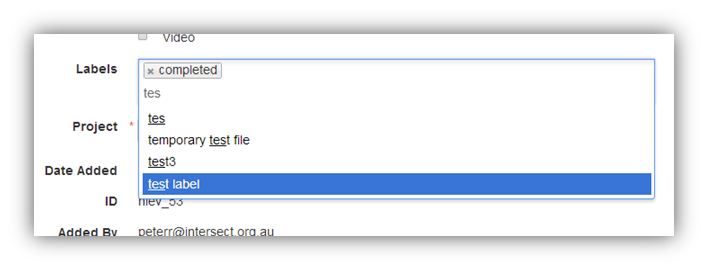 Video
Labels
× completed
tes
tes
Project *
temporary test file
test3
Date Added
test label
ID hiev_53
Added By peterr@intersect.org.au